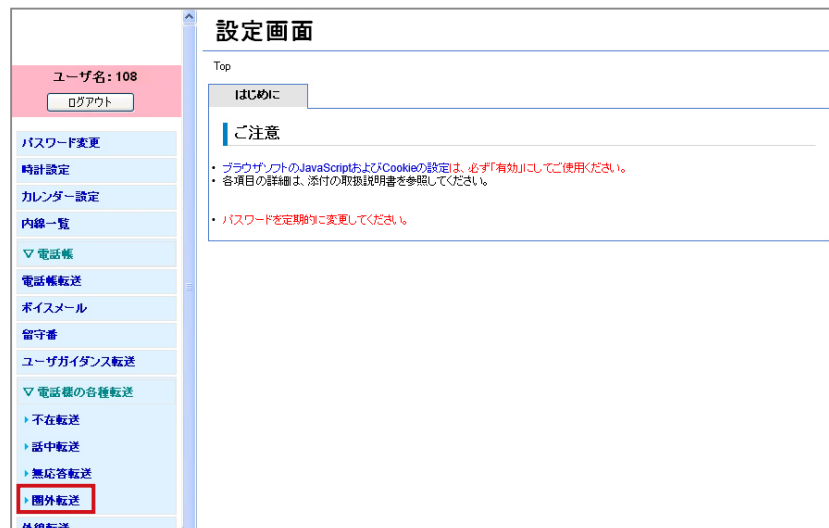 設定画面
Top
はじめに
ご注意
・ ブラウザソフトのJavaScriptおよびCookieの設定は、必ず「有効」にしてご使用ください。
・ 各項目の詳細は、添付の取扱説明書を参照してください。
・ パスワードを定期的に変更してください。
ユーザ名:108
ログアウト
パスワード変更
時計設定
カレンダー設定
内線一覧
▽ 電話帳
電話帳転送
ボイスメール
留守番
ユーザガイダンス転送
▽ 電話機の各種転送
不在転送
話中転送
無応答転送
圏外転送
外線転送